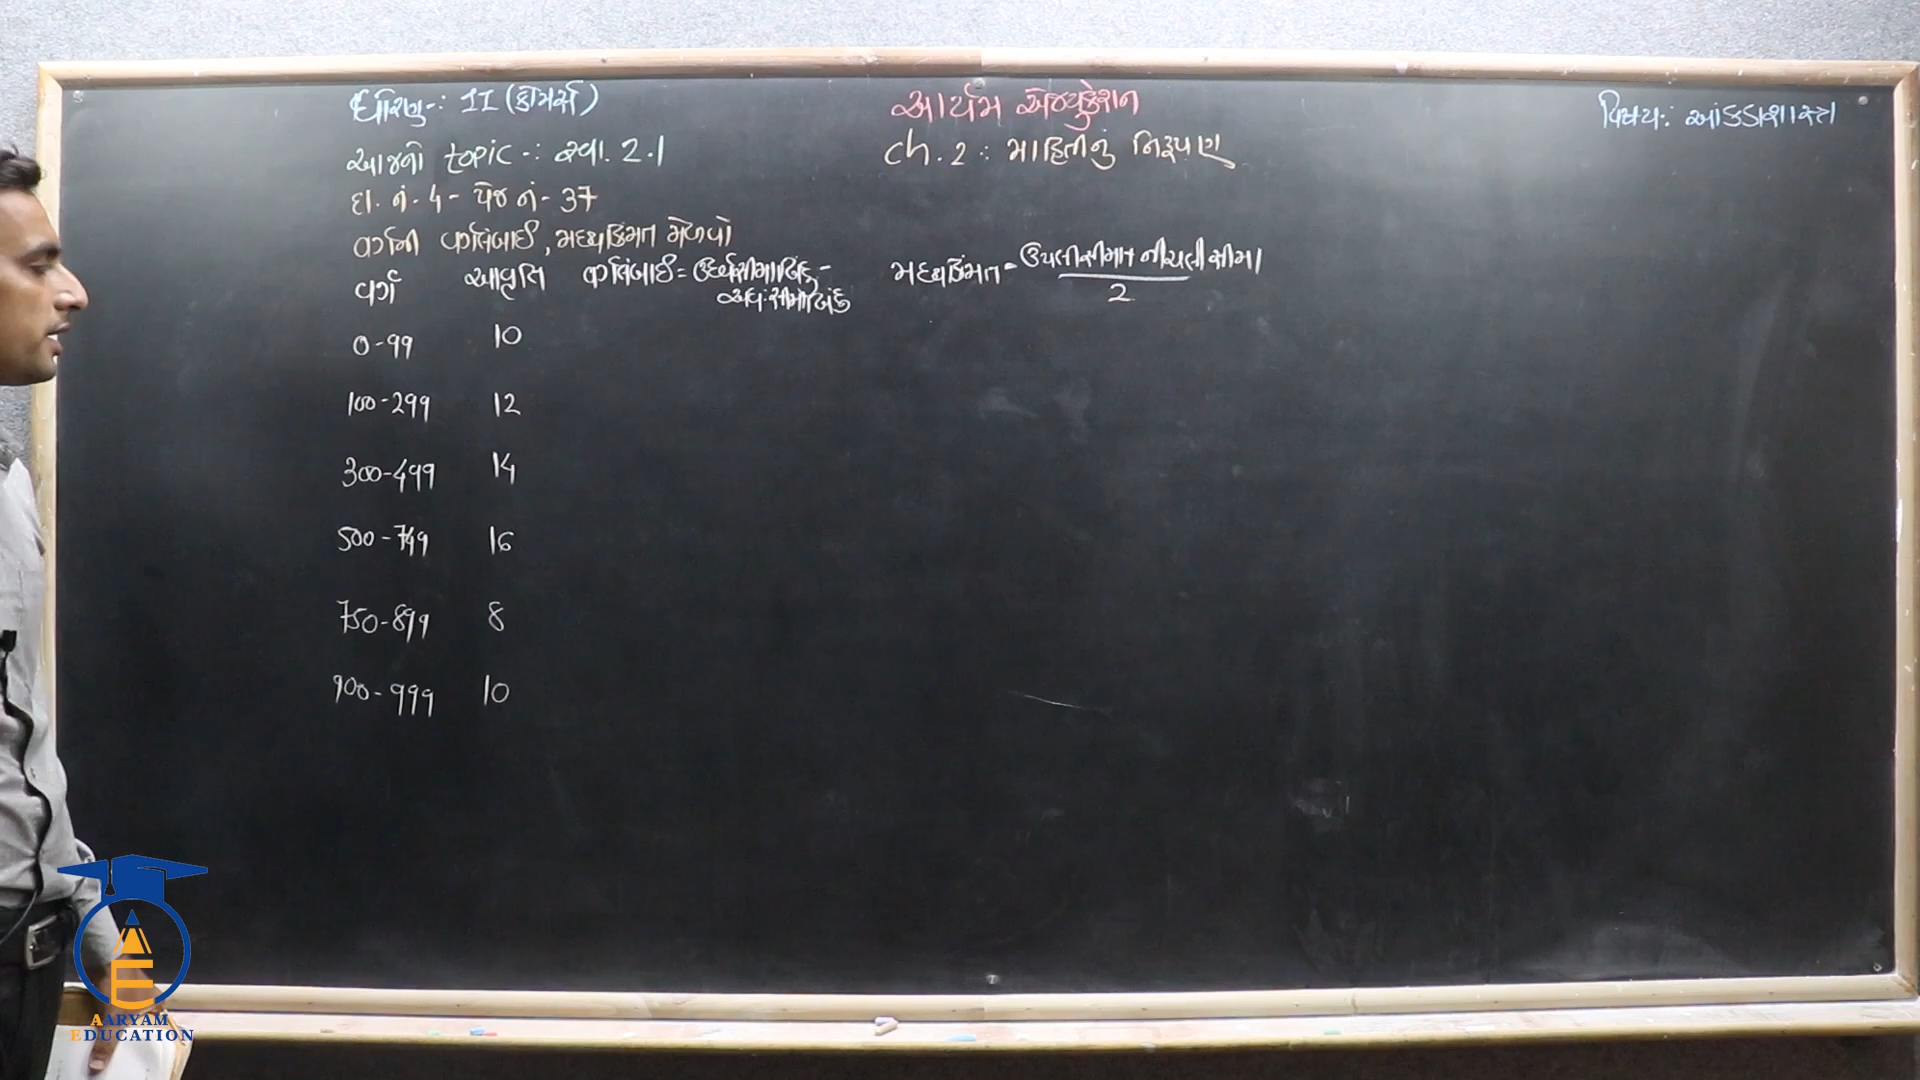 ધોરણ-: 11 (કોમર્સ)
આર્યમ એજ્યુકેશન
વિષય: આંકડાશાસ્ત્ર
આજનો topic -: સ્વા. 2.1
ch. 2 : માહિતીનું નિરૂપણ
દા. નં. 4 - પેજ નં - 37
વર્ગની વર્ગલંબાઈ, મધ્યકિંમત મેળવો
વર્ગ આવૃત્તિ વર્ગલંબાઈ = ઉર્ધ્વસીમાબિંદુ -
અધઃસીમાબિંદુ
મધ્યકિંમત = ઉપલીસીમા + નીચલીસીમા
2
0-99 10
100-299 12
300-499 14
500-749 16
750-899 8
900-999 10
AARYAM
EDUCATION